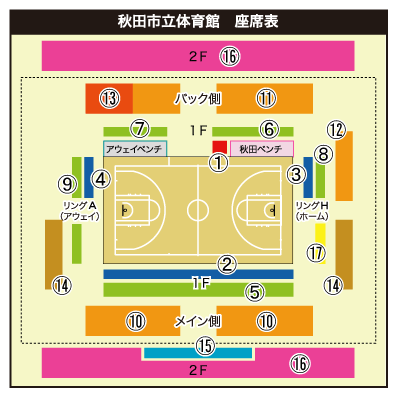 秋田市立体育館 座席表
2F ⑯
⑬ バック側 ⑪
⑦ 1F ⑥ ⑫
アウェイベンチ ① 秋田ベンチ
⑨ ④ ③ ⑧
リングA リングH
(アウェイ) (ホーム)
⑰
②
⑭ 1F ⑭
⑤
⑩ メイン側 ⑩
⑮
2F ⑯